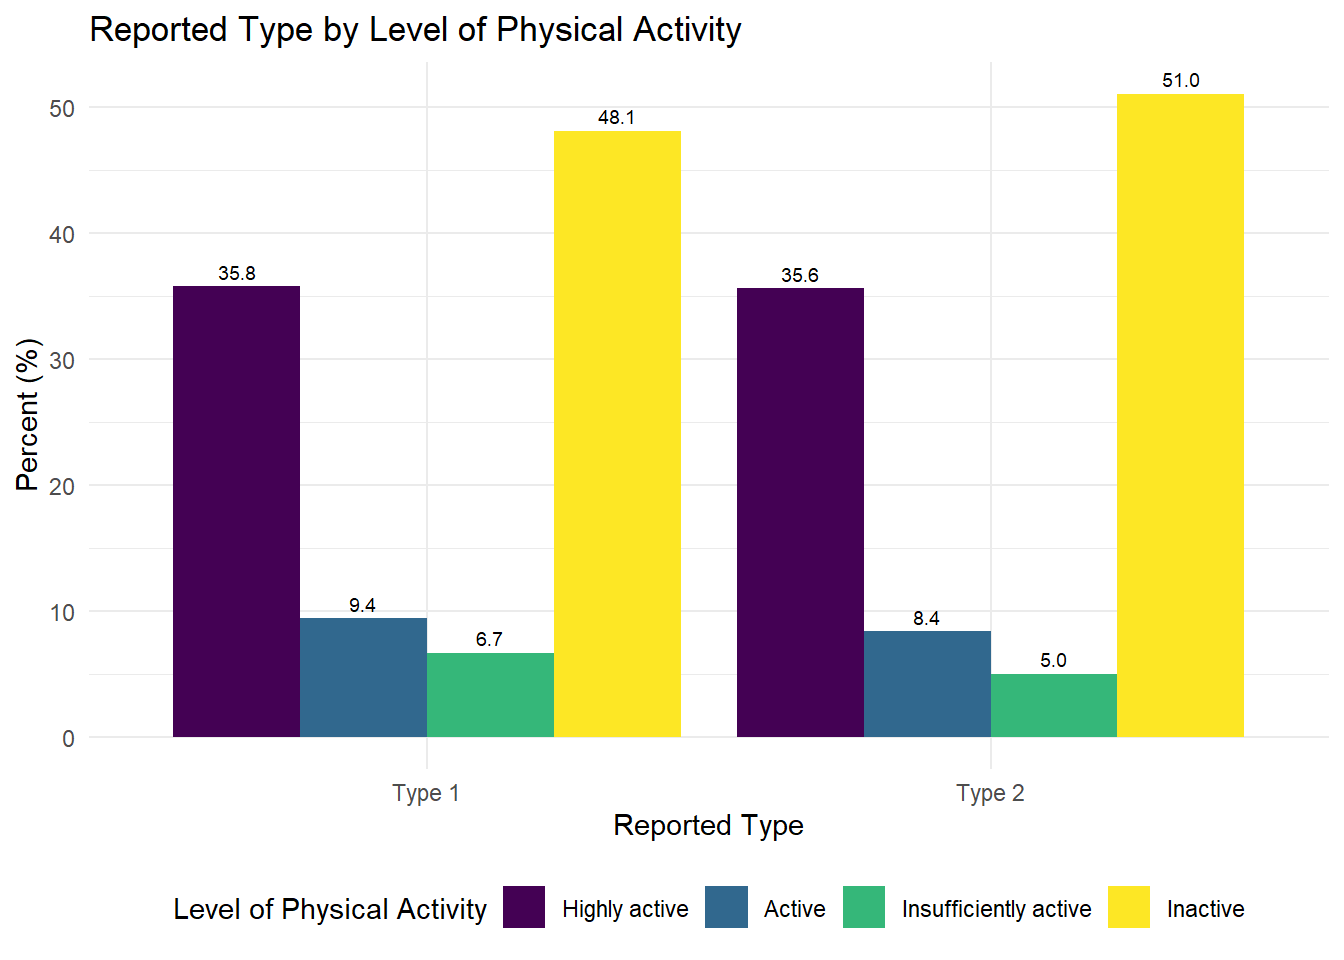 Reported Type by Level of Physical Activity
51.0
50
48.1
40
35.8
35.6
30
Percent (%)
20
10
9.4
8.4
6.7
5.0
0
Type 1
Type 2
Reported Type
Level of Physical Activity
Highly active
Active
Insufficiently active
Inactive